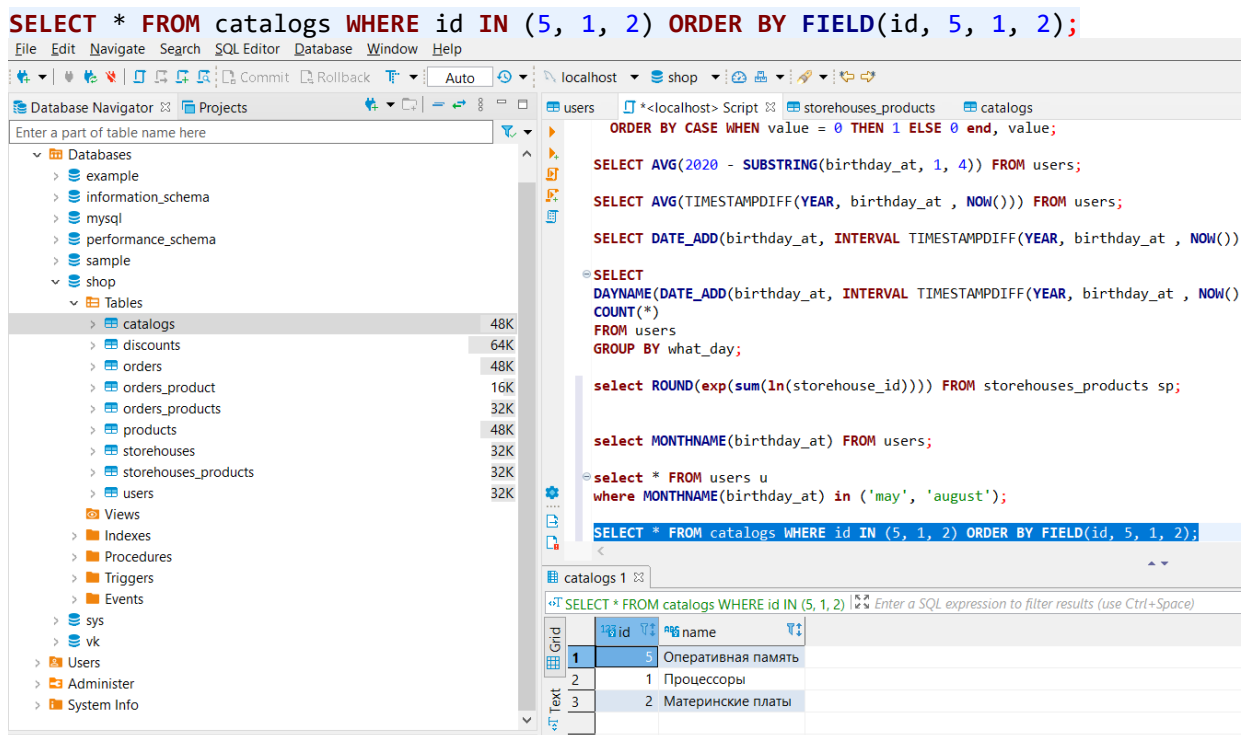 SELECT * FROM catalogs WHERE id IN (5, 1, 2) ORDER BY FIELD(id, 5, 1, 2);
File Edit Navigate Search SQL Editor Database Window Help
Commit Rollback Auto localhost shop
Database Navigator Projects
Enter a part of table name here
Databases
example
information_schema
mysql
performance_schema
sample
shop
Tables
catalogs 48K
discounts 64K
orders 48K
orders_product 16K
orders_products 32K
products 48K
storehouses 32K
storehouses_products 32K
users 32K
Views
Indexes
Procedures
Triggers
Events
sys
vk
Users
Administer
System Info
users *<localhost> Script storehouses_products catalogs
ORDER BY CASE WHEN value = 0 THEN 1 ELSE 0 end, value;
SELECT AVG(2020 - SUBSTRING(birthday_at, 1, 4)) FROM users;
SELECT AVG(TIMESTAMPDIFF(YEAR, birthday_at , NOW())) FROM users;
SELECT DATE_ADD(birthday_at, INTERVAL TIMESTAMPDIFF(YEAR, birthday_at , NOW())
SELECT
DAYNAME(DATE_ADD(birthday_at, INTERVAL TIMESTAMPDIFF(YEAR, birthday_at , NOW()
COUNT(*)
FROM users
GROUP BY what_day;
select ROUND(exp(sum(ln(storehouse_id)))) FROM storehouses_products sp;
select MONTHNAME(birthday_at) FROM users;
select * FROM users u
where MONTHNAME(birthday_at) in ('may', 'august');
SELECT * FROM catalogs WHERE id IN (5, 1, 2) ORDER BY FIELD(id, 5, 1, 2);
catalogs 1
SELECT * FROM catalogs WHERE id IN (5, 1, 2) Enter a SQL expression to filter results (use Ctrl+Space)
Grid
Text
123 id ABC name
1 5 Оперативная память
2 1 Процессоры
3 2 Материнские платы